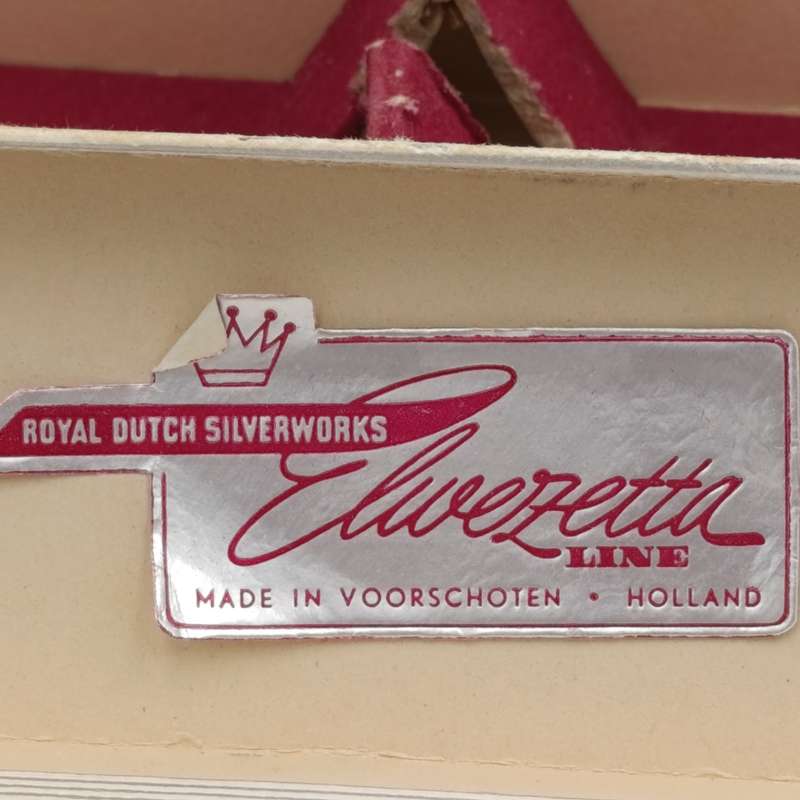 ROYAL DUTCH SILVERWORKS
Elwezetta
LINE
MADE IN VOORSCHOTEN • HOLLAND